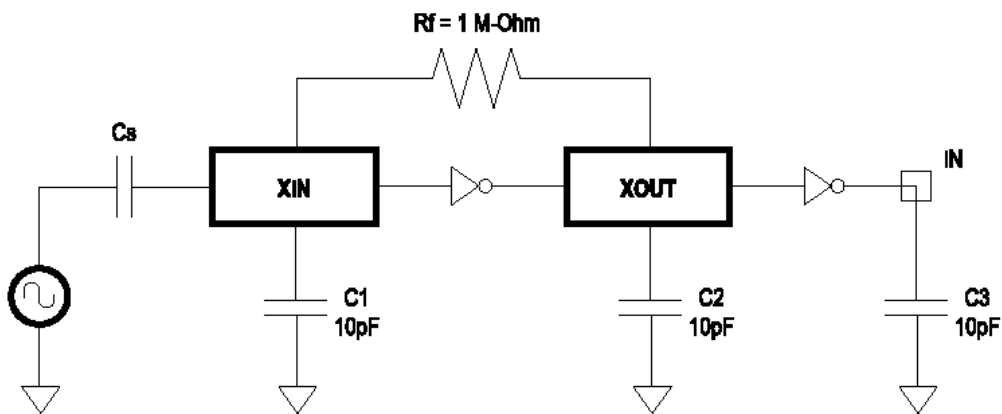 Rf = 1 M-Ohm
Cs
XIN
XOUT
IN
C1
10pF
C2
10pF
C3
10pF